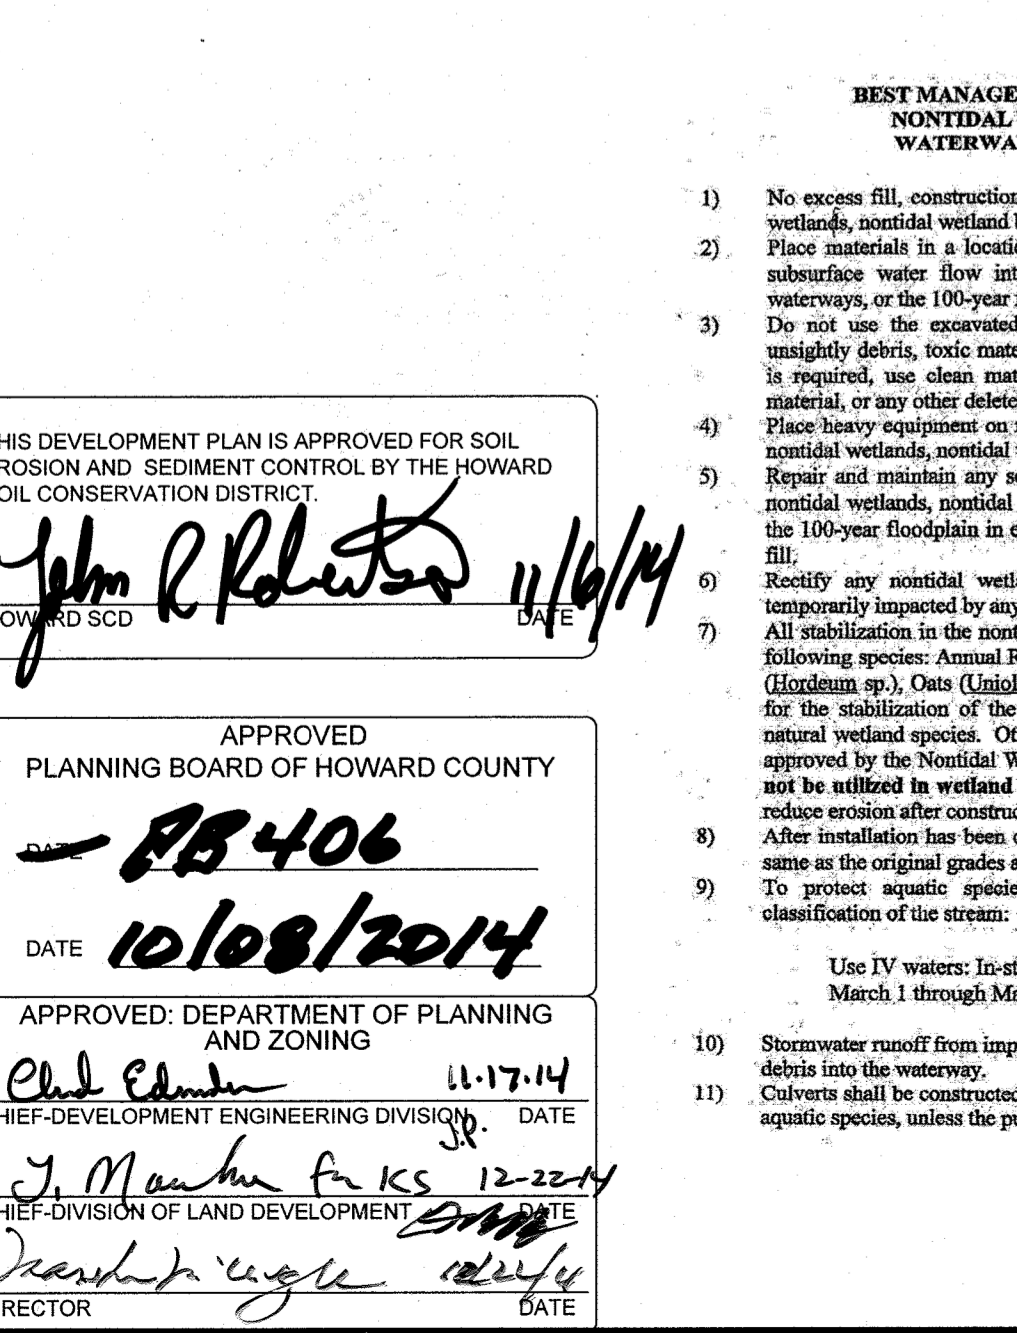 HIS DEVELOPMENT PLAN IS APPROVED FOR SOIL
ROSION AND SEDIMENT CONTROL BY THE HOWARD
OIL CONSERVATION DISTRICT.
John R Robertson 11/6/14
OWARD SCD DATE
APPROVED
PLANNING BOARD OF HOWARD COUNTY
DATE PB 406
DATE 10/08/2014
APPROVED: DEPARTMENT OF PLANNING
AND ZONING
Chad Edmonden 11.17.14
HIEF-DEVELOPMENT ENGINEERING DIVISION J.P. DATE
for KS 12-22-14
HIEF-DIVISION OF LAND DEVELOPMENT DATE
RECTOR DATE
BEST MANAGE
NONTIDAL
WATERWA
1) No excess fill, construction
wetlands, nontidal wetland b
2) Place materials in a locati
subsurface water flow int
waterways, or the 100-year
3) Do not use the excavated
unsightly debris, toxic mate
is required, use clean mat
material, or any other delete
4) Place heavy equipment on
nontidal wetlands, nontidal
5) Repair and maintain any se
nontidal wetlands, nontidal
the 100-year floodplain in e
fill.
6) Rectify any nontidal wetla
temporarily impacted by any
7) All stabilization in the nont
following species: Annual R
(Hordeum sp.), Oats (Uniol
for the stabilization of the
natural wetland species. Ot
approved by the Nontidal W
not be utilized in wetland
reduce erosion after construc
8) After installation has been c
same as the original grades a
9) To protect aquatic specie
classification of the stream:
Use IV waters: In-st
March 1 through Ma
10) Stormwater runoff from imp
debris into the waterway.
11) Culverts shall be constructed
aquatic species, unless the pu